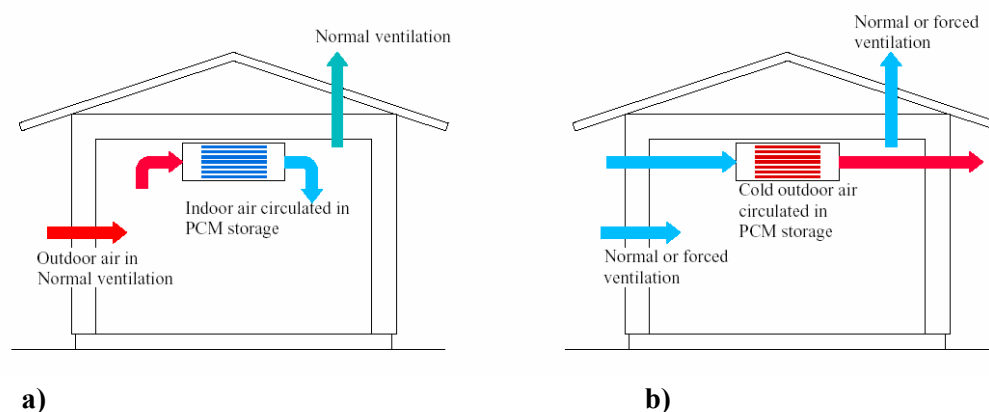 Normal ventilation
Indoor air circulated in
PCM storage
Outdoor air in
Normal ventilation
a)
Normal or forced
ventilation
Cold outdoor air
circulated in
PCM storage
Normal or forced
ventilation
b)